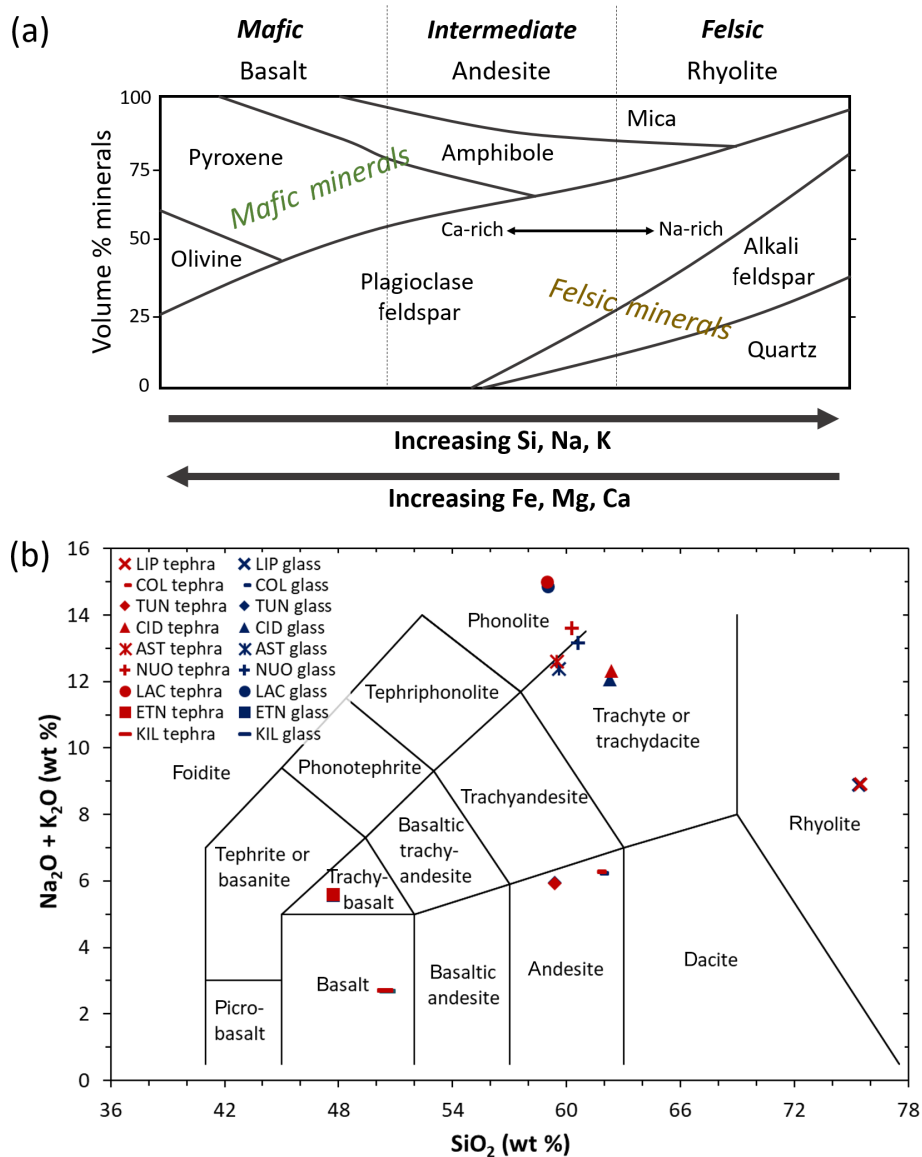 (a)
Mafic Intermediate Felsic
Basalt Andesite Rhyolite
Volume % minerals
100
75
50
25
0
Mica
Pyroxene
Amphibole
Mafic minerals
Ca-rich
Na-rich
Olivine
Plagioclase
feldspar
Alkali
feldspar
Felsic minerals
Quartz
Increasing Si, Na, K
Increasing Fe, Mg, Ca
(b)
Na₂O + K₂O (wt %)
16
14
12
10
8
6
4
2
0
LIP tephra LIP glass
COL tephra COL glass
TUN tephra TUN glass
CID tephra CID glass
AST tephra AST glass
NUO tephra NUO glass
LAC tephra LAC glass
ETN tephra ETN glass
KIL tephra KIL glass
Phonolite
Tephriphonolite
Trachyte or
trachydacite
Foidite
Phonotephrite
Trachyandesite
Rhyolite
Basaltic
trachy-
andesite
Tephrite or
basanite
Trachy-
basalt
Basalt
Basaltic
andesite
Andesite
Dacite
Picro-
basalt
36 42 48 54 60 66 72 78
SiO₂ (wt %)